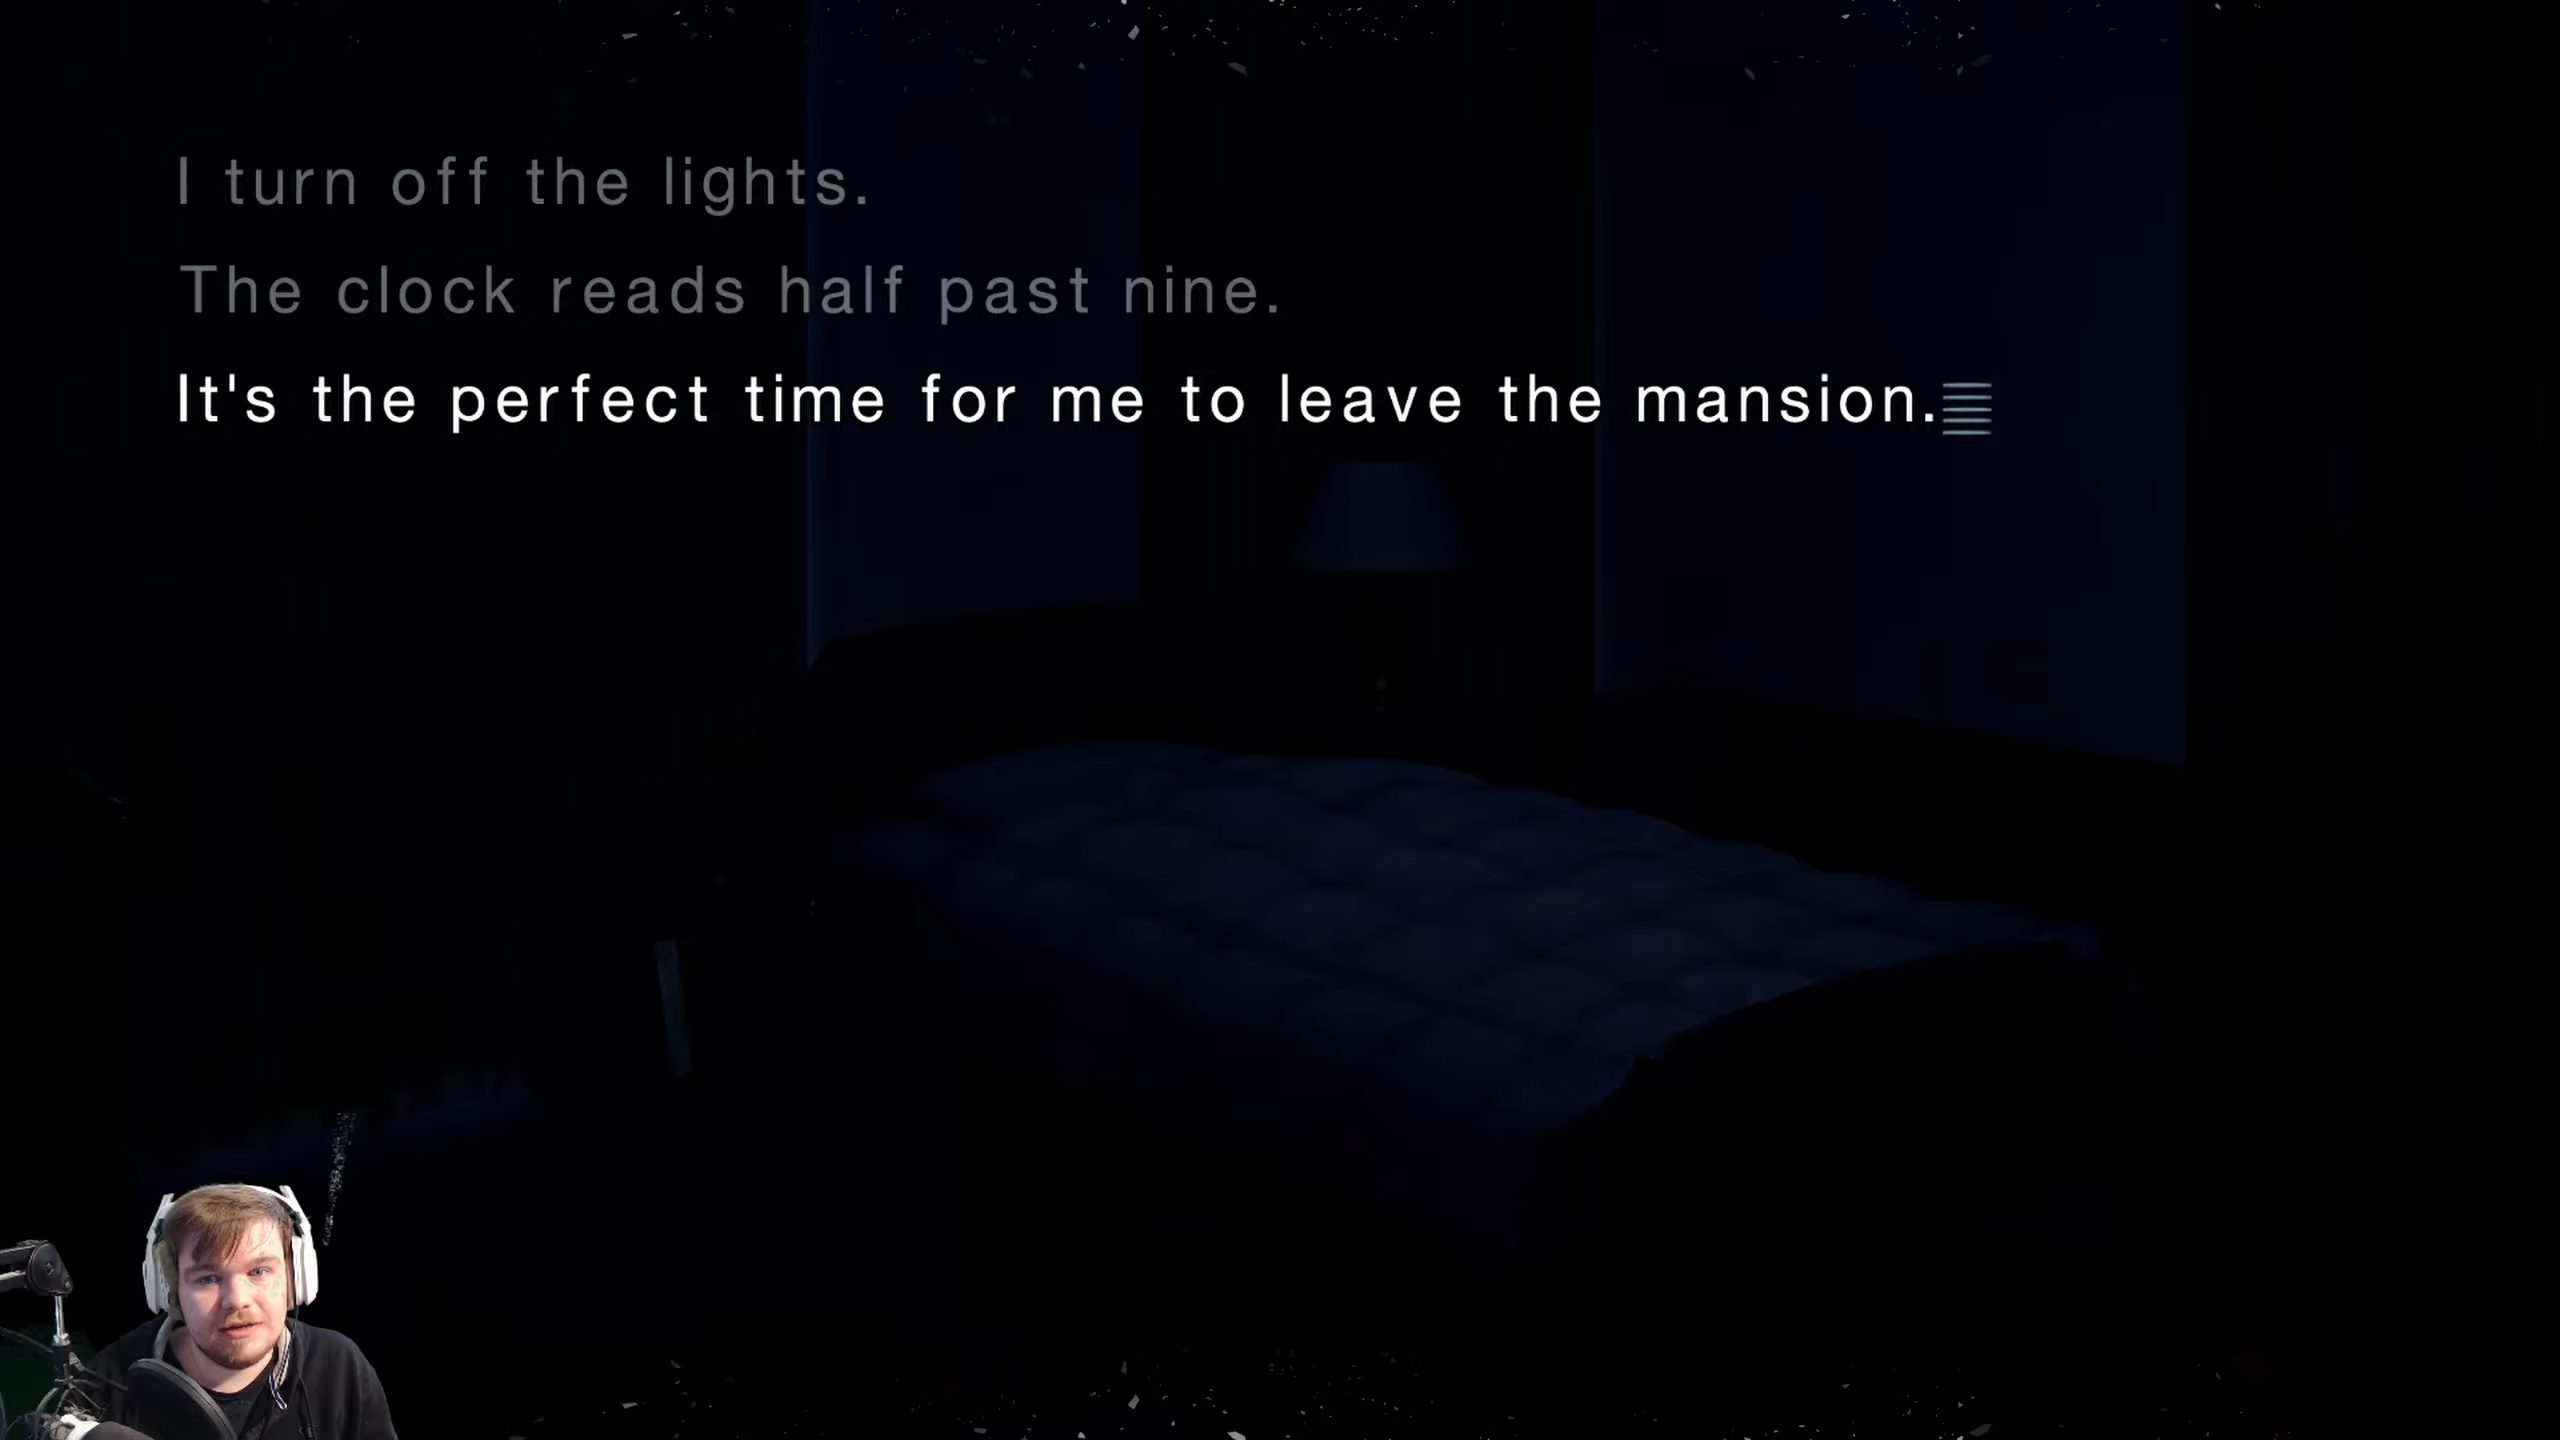 I turn off the lights.
The clock reads half past nine.
It's the perfect time for me to leave the mansion.